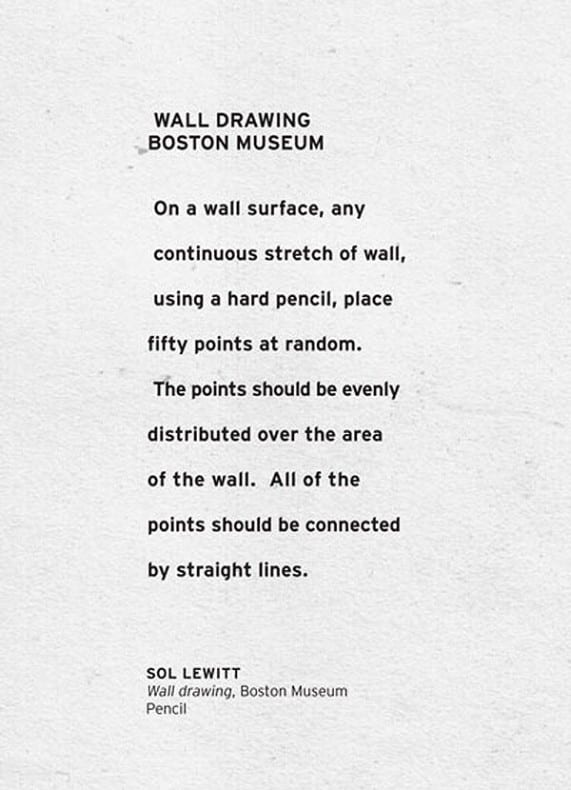 WALL DRAWING
BOSTON MUSEUM
On a wall surface, any
continuous stretch of wall,
using a hard pencil, place
fifty points at random.
The points should be evenly
distributed over the area
of the wall.  All of the
points should be connected
by straight lines.
SOL LEWITT
Wall drawing, Boston Museum
Pencil